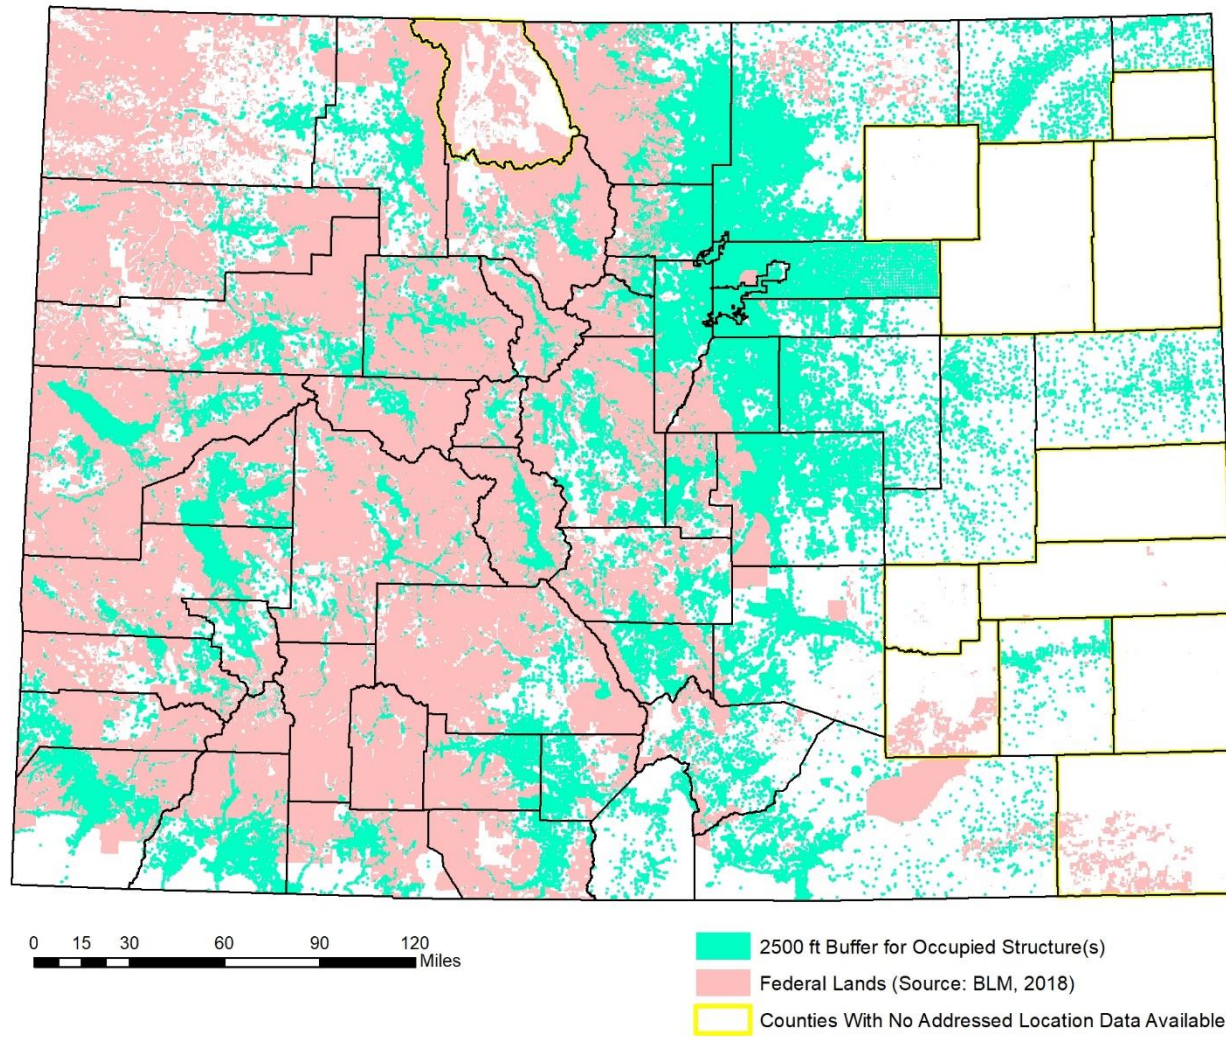 0 15 30 60 90 120
Miles
2500 ft Buffer for Occupied Structure(s)
Federal Lands (Source: BLM, 2018)
Counties With No Addressed Location Data Available